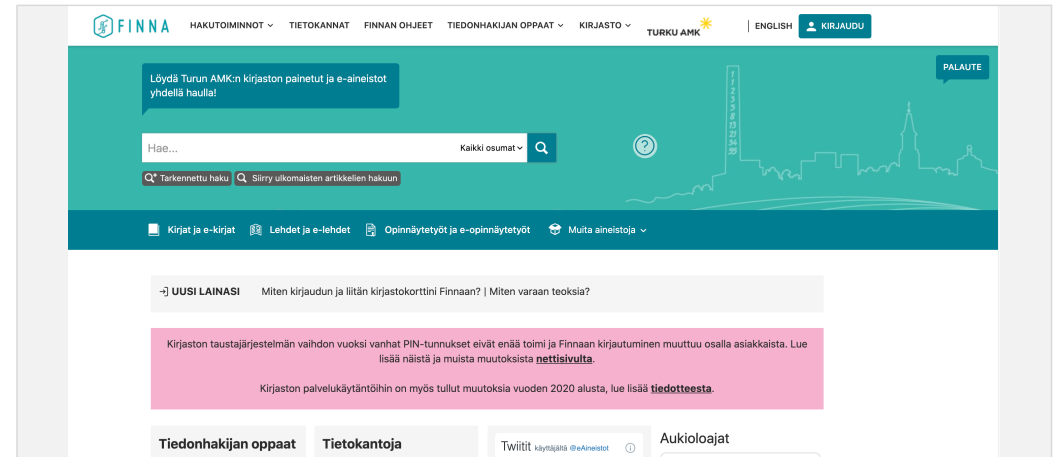 FINNA HAKUTOIMINNOT TIETOKANNAT FINNAN OHJEET TIEDONHAKIJAN OPPAAT KIRJASTO TURKU AMK ENGLISH KIRJAUDU
PALAUTE
Löydä Turun AMK:n kirjaston painetut ja e-aineistot
yhdellä haulla!
Hae... Kaikki osumat
?
Tarkennettu haku Siirry ulkomaisten artikkelien hakuun
Kirjat ja e-kirjat Lehdet ja e-lehdet Opinnäytetyöt ja e-opinnäytetyöt Muita aineistoja
UUSI LAINASI Miten kirjaudun ja liitän kirjastokorttini Finnaan? | Miten varaan teoksia?
Kirjaston taustajärjestelmän vaihdon vuoksi vanhat PIN-tunnukset eivät enää toimi ja Finnaan kirjautuminen muuttuu osalla asiakkaista. Lue
lisää näistä ja muista muutoksista nettisivulta.
Kirjaston palvelukäytäntöihin on myös tullut muutoksia vuoden 2020 alusta, lue lisää tiedotteesta.
Tiedonhakijan oppaat Tietokantoja Twiitit käyttäjältä @eAineistot Aukioloajat